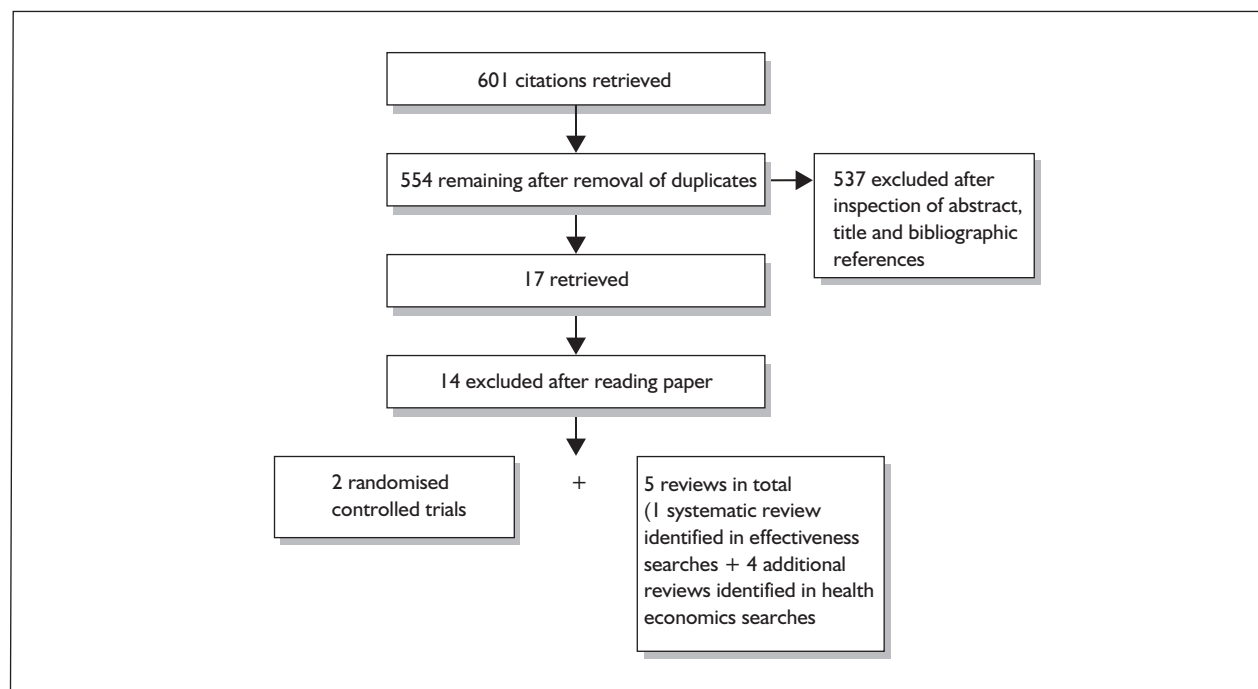 601 citations retrieved
554 remaining after removal of duplicates
537 excluded after
inspection of abstract,
title and bibliographic
references
17 retrieved
14 excluded after reading paper
2 randomised
controlled trials
+
5 reviews in total
(1 systematic review
identified in effectiveness
searches + 4 additional
reviews identified in health
economics searches